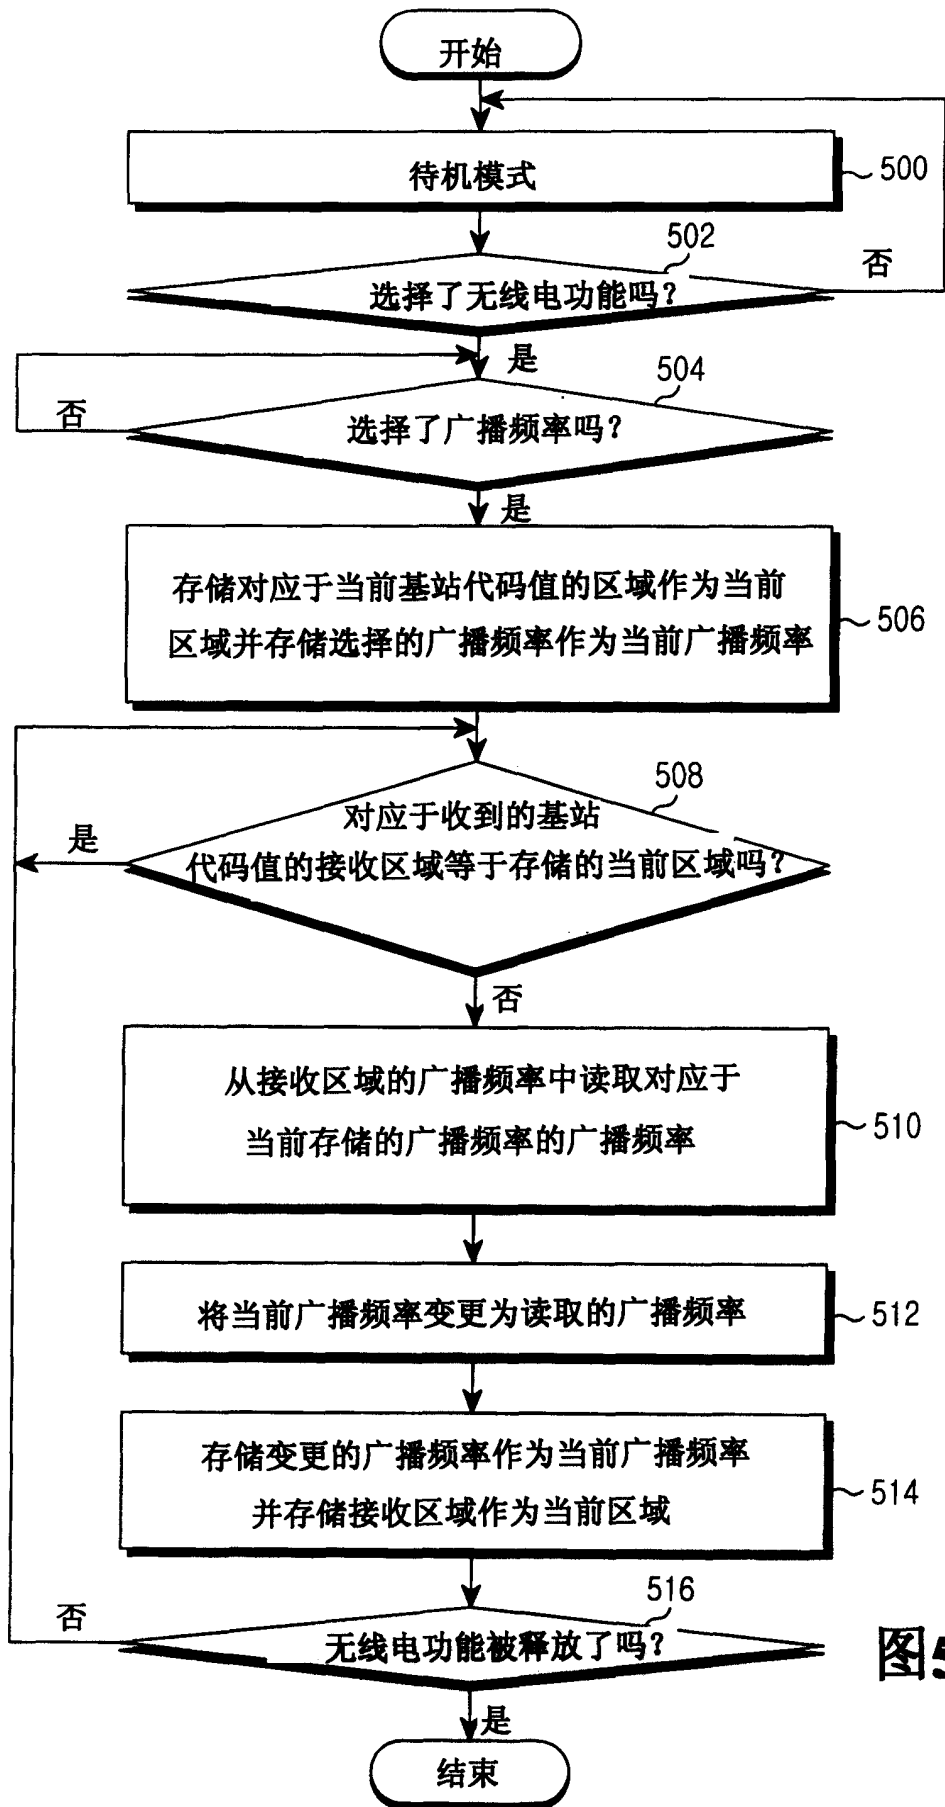 开始
待机模式
500
502
选择了无线电功能吗?
否
是
504
选择了广播频率吗?
否
是
存储对应于当前基站代码值的区域作为当前
区域并存储选择的广播频率作为当前广播频率
506
508
对应于收到的基站
代码值的接收区域等于存储的当前区域吗?
是
否
从接收区域的广播频率中读取对应于
当前存储的广播频率的广播频率
510
将当前广播频率变更为读取的广播频率
512
存储变更的广播频率作为当前广播频率
并存储接收区域作为当前区域
514
516
无线电功能被释放了吗?
否
是
结束
图5